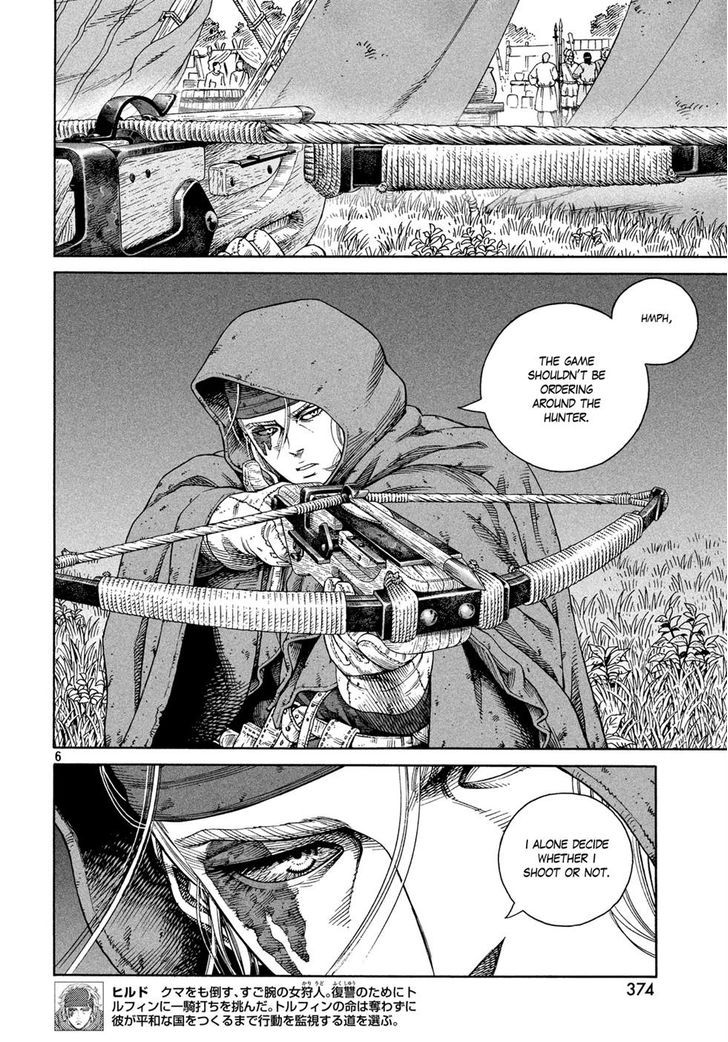 HMPH,
THE GAME
SHOULDN'T BE
ORDERING
AROUND THE
HUNTER.
6
I ALONE DECIDE
WHETHER I
SHOOT OR NOT.
374
ヒルド クマをも倒す、すご腕の女狩人。復讐のためにト
ルフィンに一騎打ちを挑んだ。トルフィンの命は奪わずに
彼が平和な国をつくるまで行動を監視する道を選ぶ。